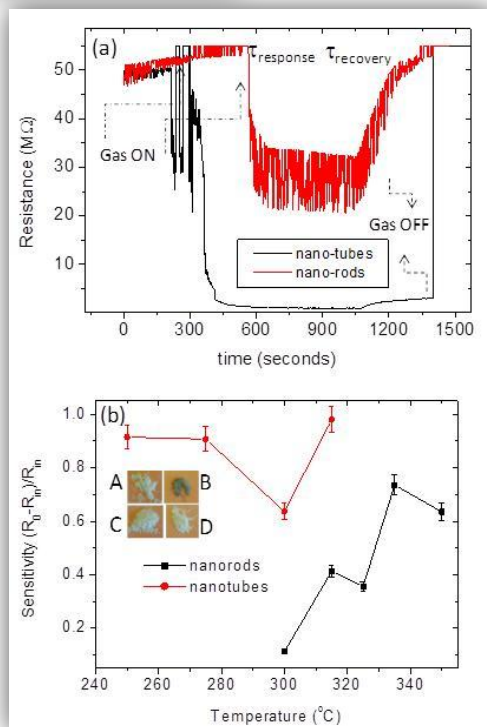 (a)
τresponse τrecovery
50
40
30
20
10
Gas ON
Gas OFF
nano-tubes
nano-rods
Resistance (MΩ)
0 300 600 900 1200 1500
time (seconds)
(b)
1.0
0.8
0.6
0.4
0.2
A B
C D
nanorods
nanotubes
Sensitivity (R0-Rin)/Rin
240 260 280 300 320 340
Temperature (°C)